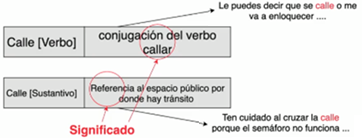 Le puedes decir que se calle o me
va a enloquecer ....
Calle [Verbo]
conjugación del verbo
callar
Calle [Sustantivo]
Referencia al espacio público por
donde hay tránsito
Significado
Ten cuidado al cruzar la calle
porque el semáforo no funciona ...